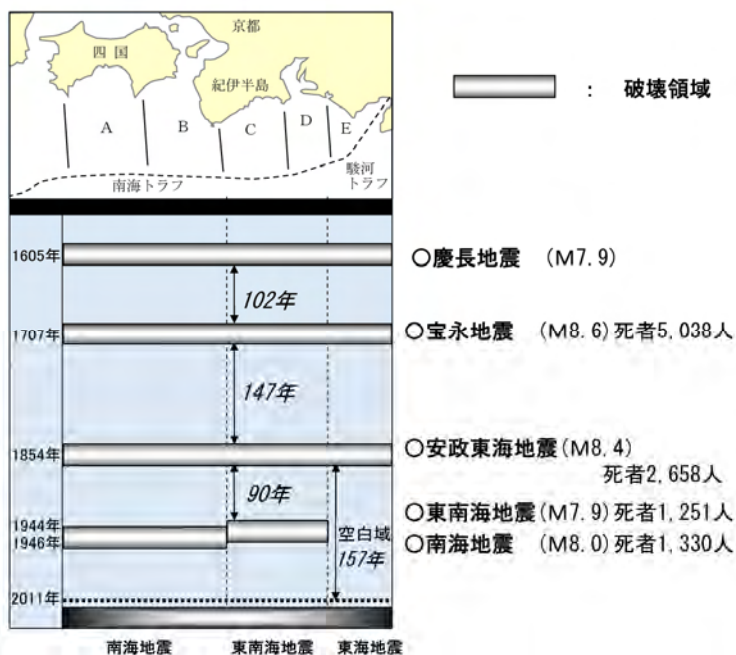 京都
四国
紀伊半島
A B C D E
南海トラフ
駿河
トラフ
： 破壊領域
1605年
○慶長地震 （M7.9）
102年
1707年
○宝永地震 （M8.6）死者5,038人
147年
1854年
○安政東海地震（M8.4）
死者2,658人
90年
1944年
○東南海地震（M7.9）死者1,251人
1946年
○南海地震 （M8.0）死者1,330人
空白域
157年
2011年
南海地震 東南海地震 東海地震